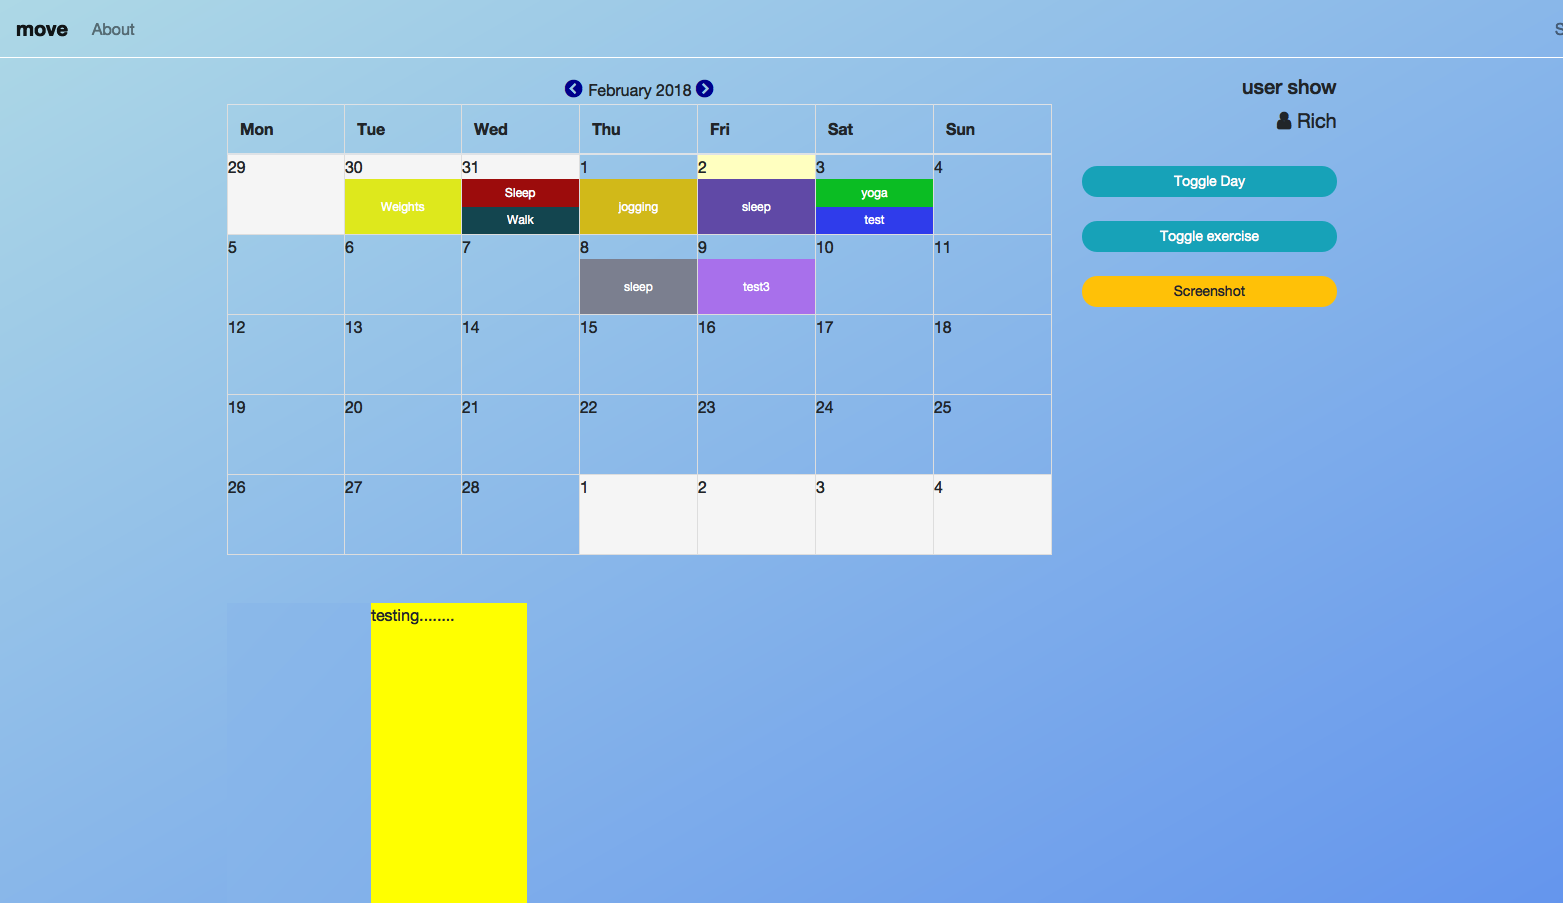 move About S
February 2018
user show
Rich
Mon Tue Wed Thu Fri Sat Sun
29 30 31 1 2 3 4
Weights Sleep jogging sleep yoga
Walk test
Toggle Day
Toggle exercise
Screenshot
5 6 7 8 9 10 11
sleep test3
12 13 14 15 16 17 18
19 20 21 22 23 24 25
26 27 28 1 2 3 4
testing........